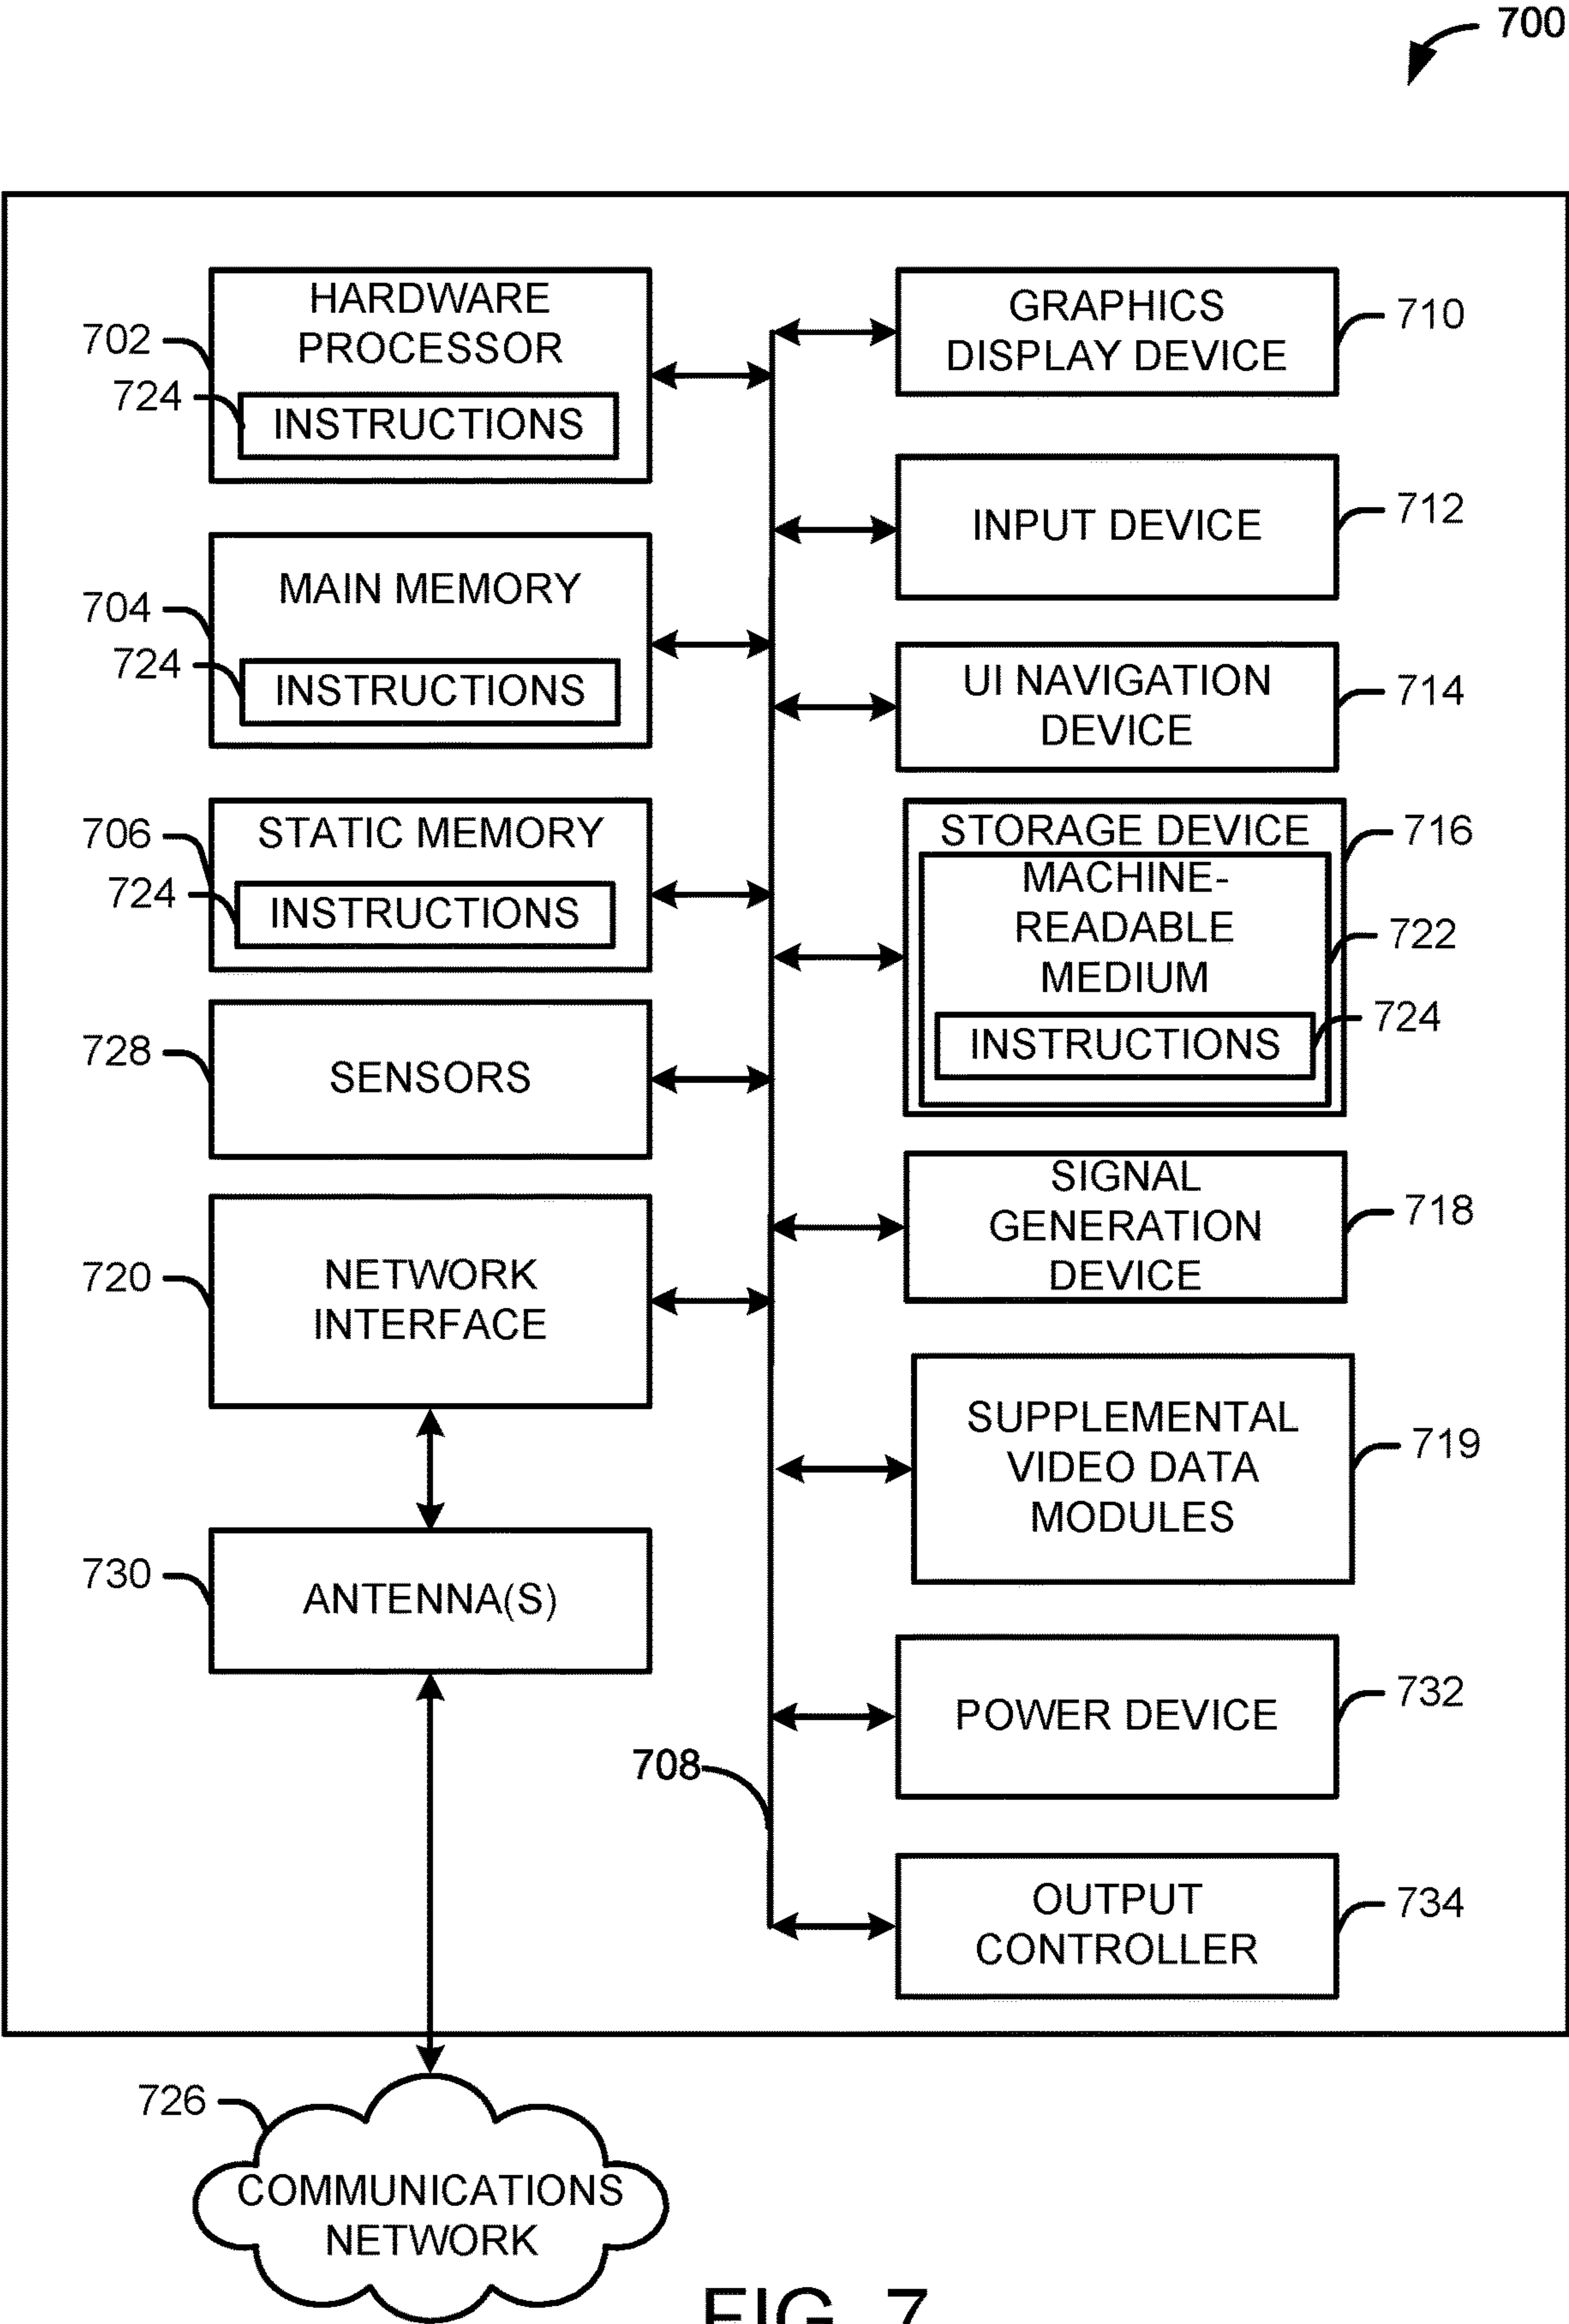 700
HARDWARE
PROCESSOR
702
724
INSTRUCTIONS
MAIN MEMORY
704
724
INSTRUCTIONS
STATIC MEMORY
706
724
INSTRUCTIONS
728
SENSORS
720
NETWORK
INTERFACE
730
ANTENNA(S)
708
GRAPHICS
DISPLAY DEVICE
710
INPUT DEVICE
712
UI NAVIGATION
DEVICE
714
STORAGE DEVICE
716
MACHINE-
READABLE
MEDIUM
722
INSTRUCTIONS
724
SIGNAL
GENERATION
DEVICE
718
SUPPLEMENTAL
VIDEO DATA
MODULES
719
POWER DEVICE
732
OUTPUT
CONTROLLER
734
726
COMMUNICATIONS
NETWORK
FIG. 7